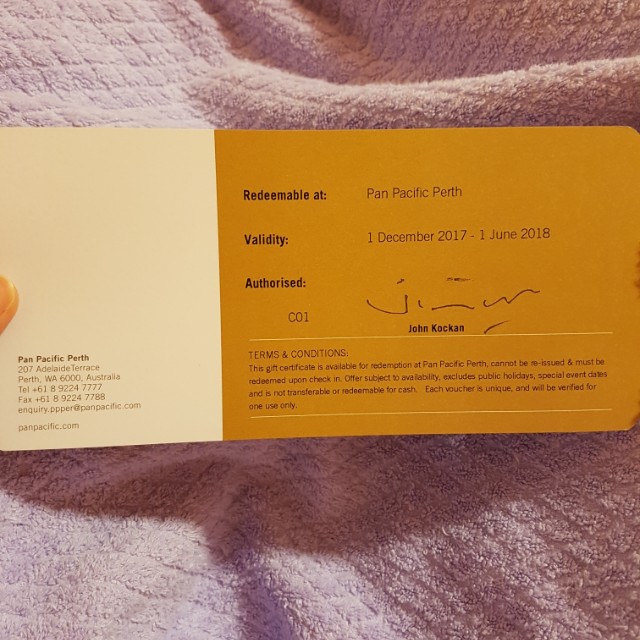 Redeemable at: Pan Pacific Perth
Validity: 1 December 2017 - 1 June 2018
Authorised:
C01
John Kockan
TERMS & CONDITIONS:
This gift certificate is available for redemption at Pan Pacific Perth, cannot be re-issued & must be
redeemed upon check in. Offer subject to availability, excludes public holidays, special event dates
and is not transferable or redeemable for cash. Each voucher is unique, and will be verified for
one use only.
Pan Pacific Perth
207 Adelaide Terrace
Perth, WA 6000, Australia
Tel +61 8 9224 7777
Fax +61 8 9224 7788
enquiry.ppper@panpacific.com
panpacific.com